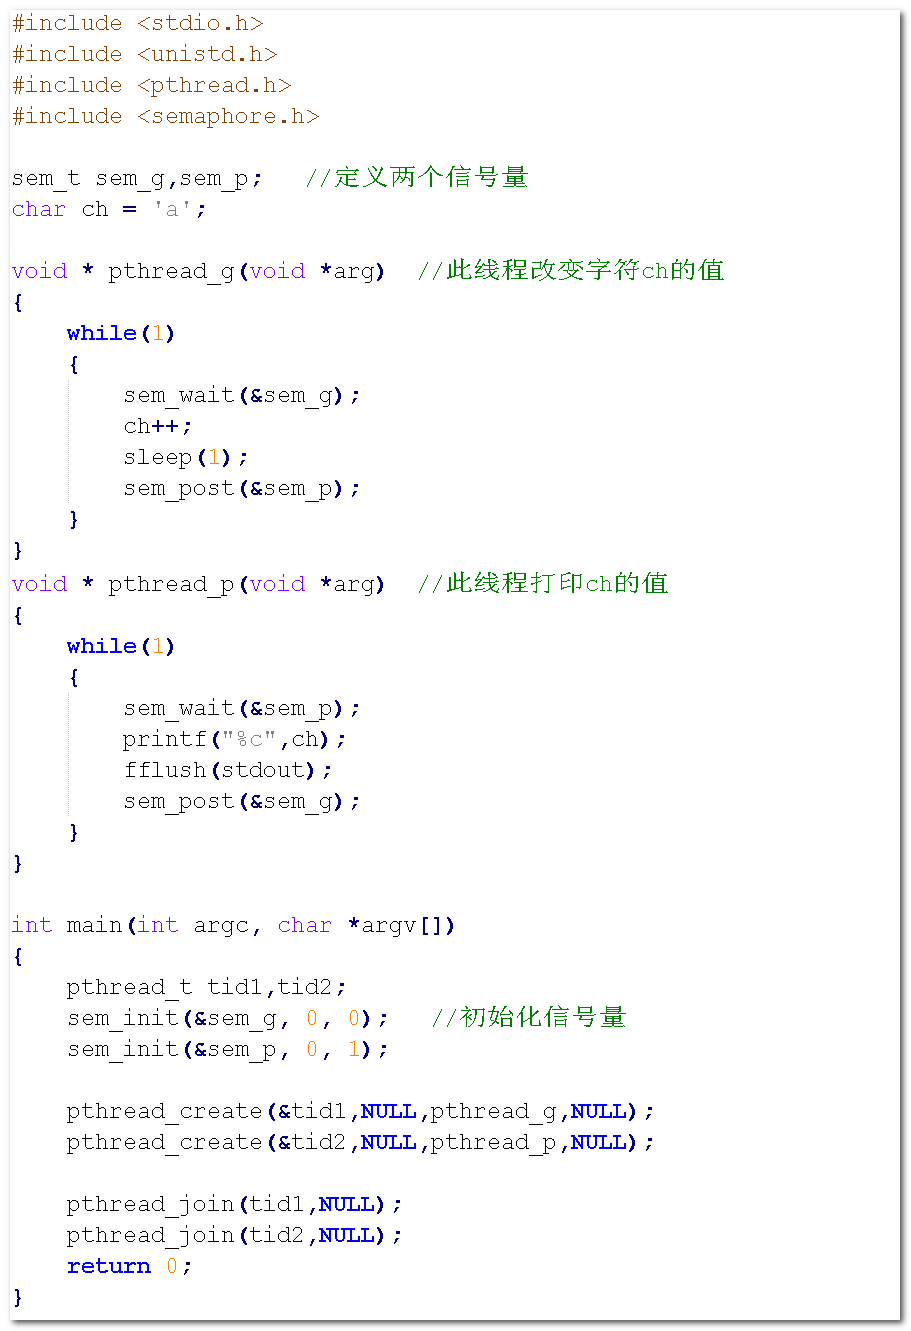 #include <stdio.h>
#include <unistd.h>
#include <pthread.h>
#include <semaphore.h>

sem_t sem_g,sem_p;   //定义两个信号量
char ch = 'a';

void * pthread_g(void *arg)  //此线程改变字符ch的值
{
    while(1)
    {
        sem_wait(&sem_g);
        ch++;
        sleep(1);
        sem_post(&sem_p);
    }
}
void * pthread_p(void *arg)  //此线程打印ch的值
{
    while(1)
    {
        sem_wait(&sem_p);
        printf("%c",ch);
        fflush(stdout);
        sem_post(&sem_g);
    }
}

int main(int argc, char *argv[])
{
    pthread_t tid1,tid2;
    sem_init(&sem_g, 0, 0);   //初始化信号量
    sem_init(&sem_p, 0, 1);

    pthread_create(&tid1,NULL,pthread_g,NULL);
    pthread_create(&tid2,NULL,pthread_p,NULL);

    pthread_join(tid1,NULL);
    pthread_join(tid2,NULL);
    return 0;
}